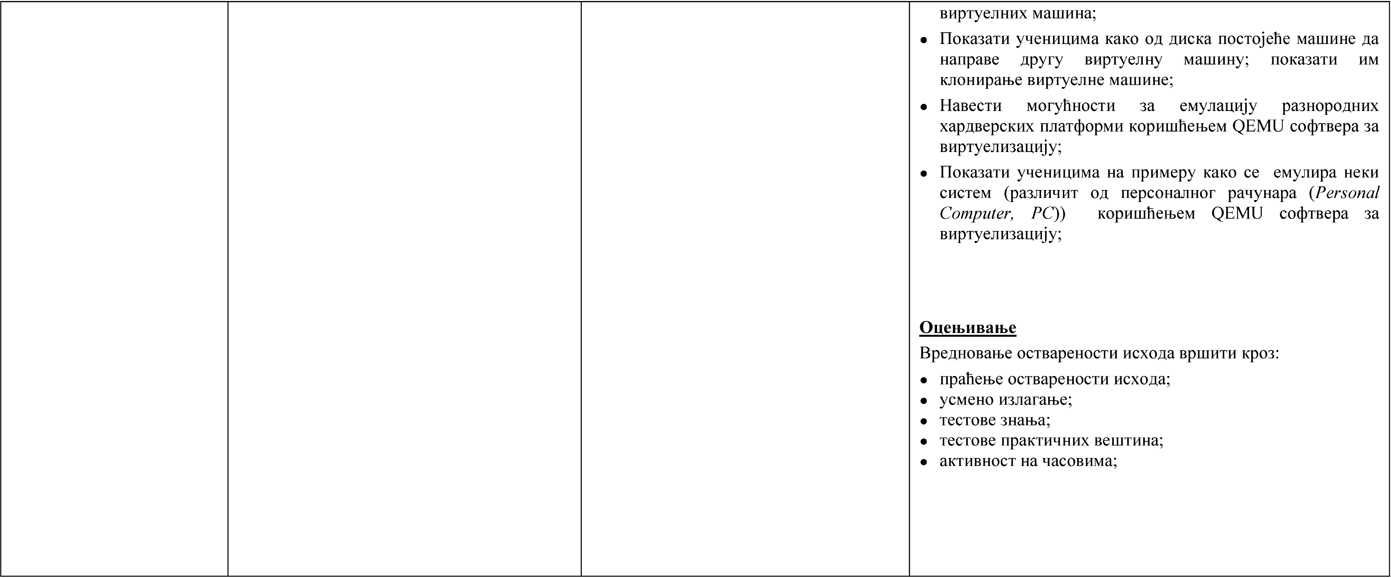 виртуелних машина;
● Показати ученицима како од диска постојеће машине да
направе другу виртуелну машину; показати им
клонирање виртуелне машине;
● Навести могућности за емулацију разнородних
хардверских платформи коришћењем QEMU софтвера за
виртуелизацију;
● Показати ученицима на примеру како се емулира неки
систем (различит од персоналног рачунара (Personal
Computer, PC)) коришћењем QEMU софтвера за
виртуелизацију;
Оцењивање
Вредновање остварености исхода вршити кроз:
● праћење остварености исхода;
● усмено излагање;
● тестове знања;
● тестове практичних вештина;
● активност на часовима;